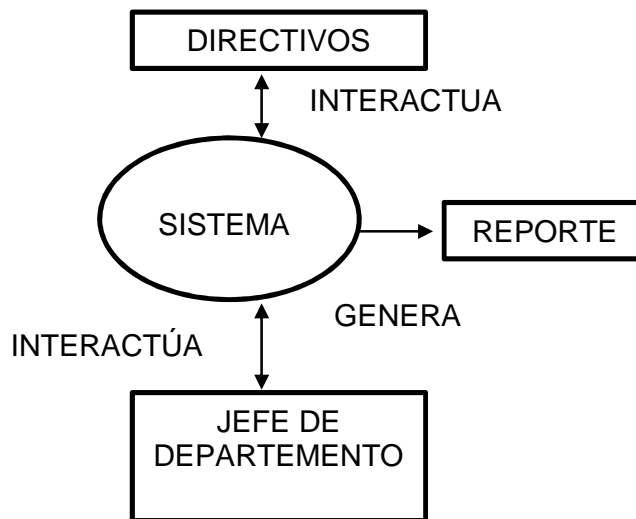 DIRECTIVOS
INTERACTUA
SISTEMA
REPORTE
GENERA
INTERACTÚA
JEFE DE
DEPARTEMENTO